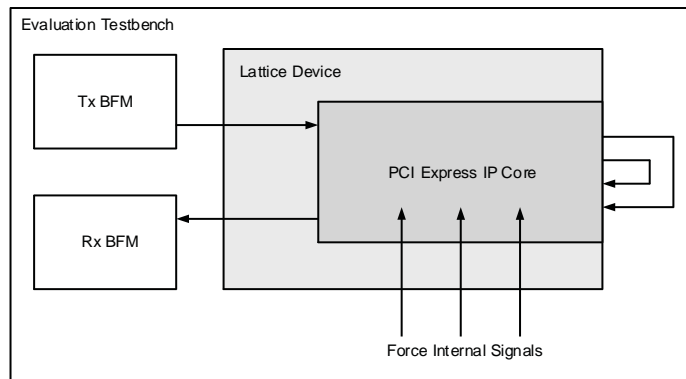 Evaluation Testbench
Lattice Device
Tx BFM
PCI Express IP Core
Rx BFM
Force Internal Signals